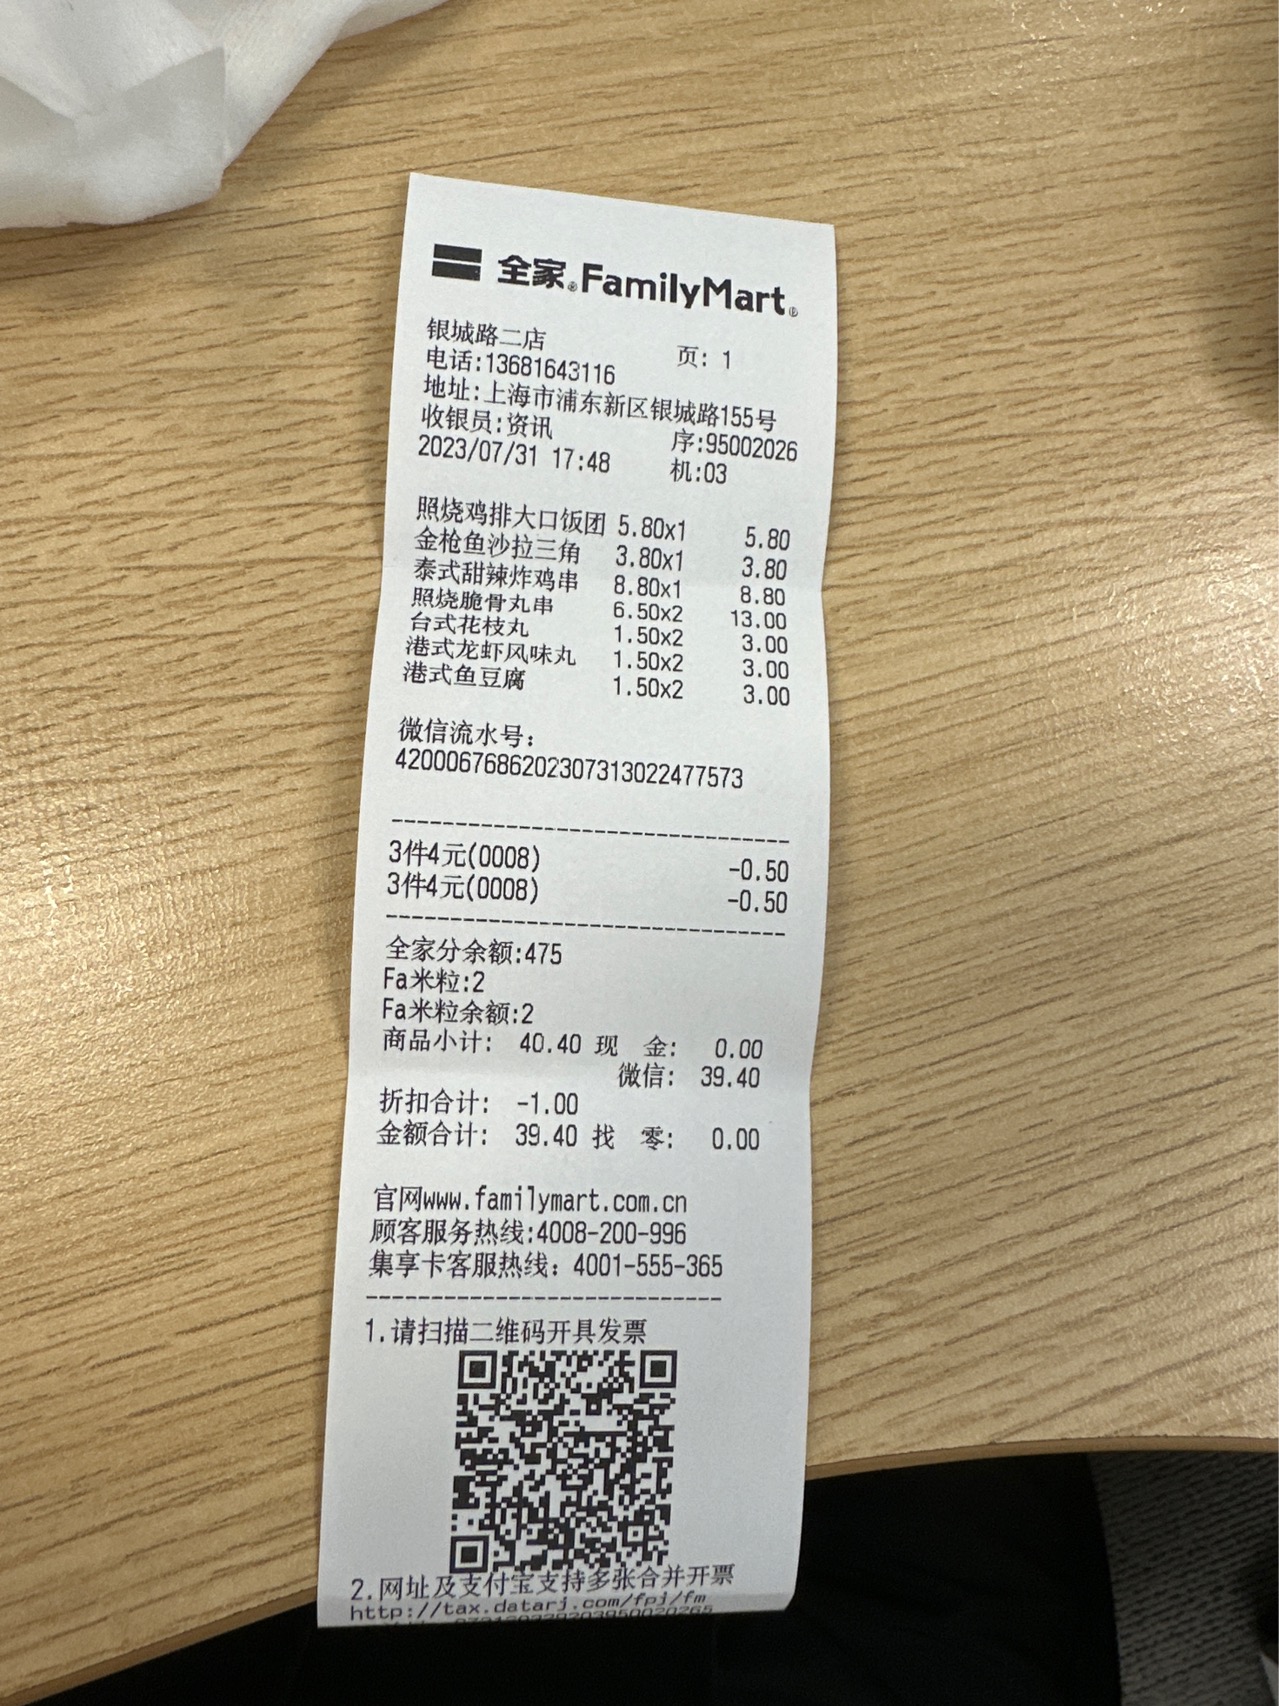 全家®FamilyMart®
银城路二店 页: 1
电话:13681643116
地址:上海市浦东新区银城路155号
收银员:资讯 序:95002026
2023/07/31 17:48 机:03
照烧鸡排大口饭团 5.80x1 5.80
金枪鱼沙拉三角 3.80x1 3.80
泰式甜辣炸鸡串 8.80x1 8.80
照烧脆骨丸串 6.50x2 13.00
台式花枝丸 1.50x2 3.00
港式龙虾风味丸 1.50x2 3.00
港式鱼豆腐 1.50x2 3.00
微信流水号:
4200067686202307313022477573
3件4元(0008) -0.50
3件4元(0008) -0.50
全家分余额:475
Fa米粒:2
Fa米粒余额:2
商品小计: 40.40 现 金: 0.00
微信: 39.40
折扣合计: -1.00
金额合计: 39.40 找 零: 0.00
官网www.familymart.com.cn
顾客服务热线:4008-200-996
集享卡客服热线: 4001-555-365
1.请扫描二维码开具发票
2.网址及支付宝支持多张合并开票
http://tax.datarj.com/fpj/fm